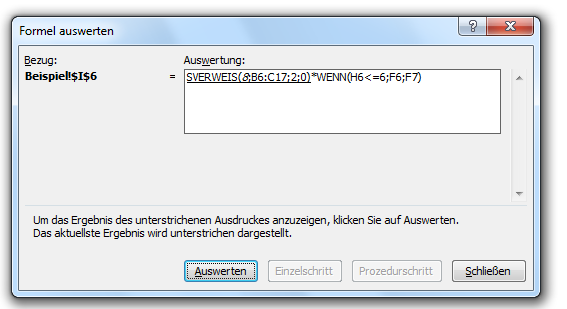 Formel auswerten
Bezug:
Auswertung:
Beispiel!$I$6 = SVERWEIS(8;B6:C17;2;0)*WENN(H6<=6;F6;F7)
Um das Ergebnis des unterstrichenen Ausdruckes anzuzeigen, klicken Sie auf Auswerten.
Das aktuellste Ergebnis wird unterstrichen dargestellt.
Auswerten Einzelschritt Prozedurschritt Schließen